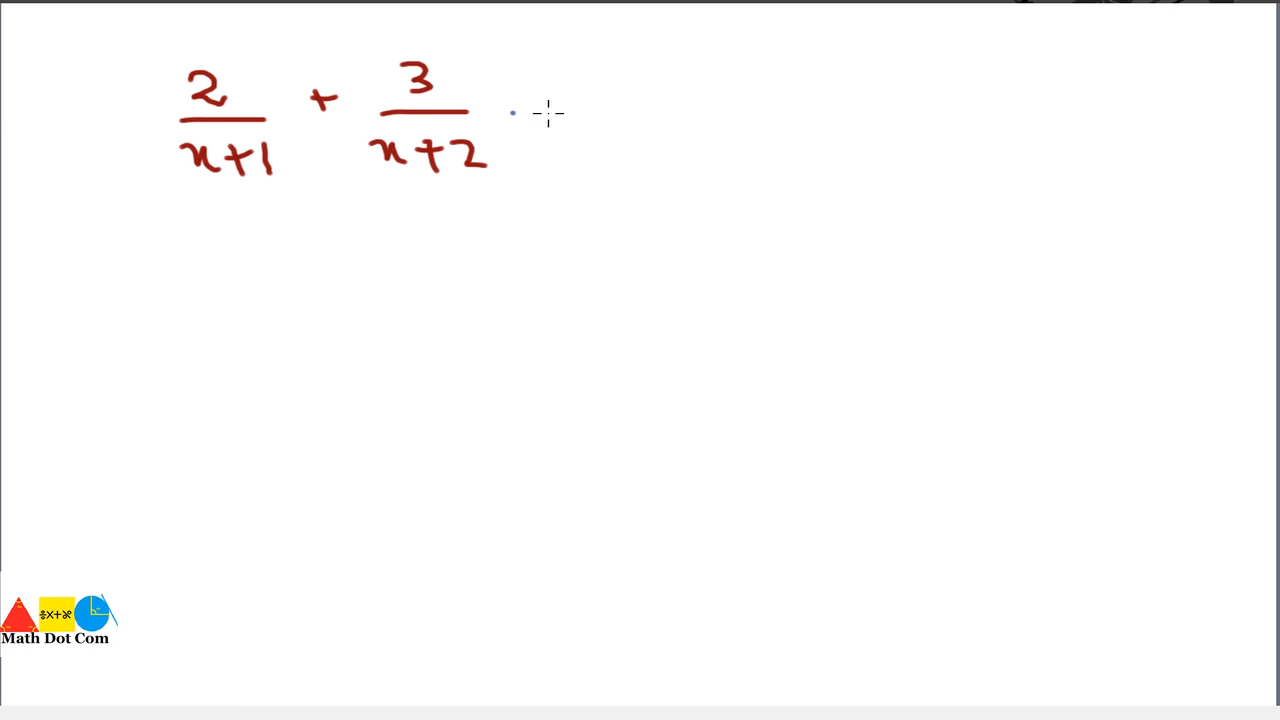 2/(x+1) + 3/(x+2)
÷×+
Math Dot Com